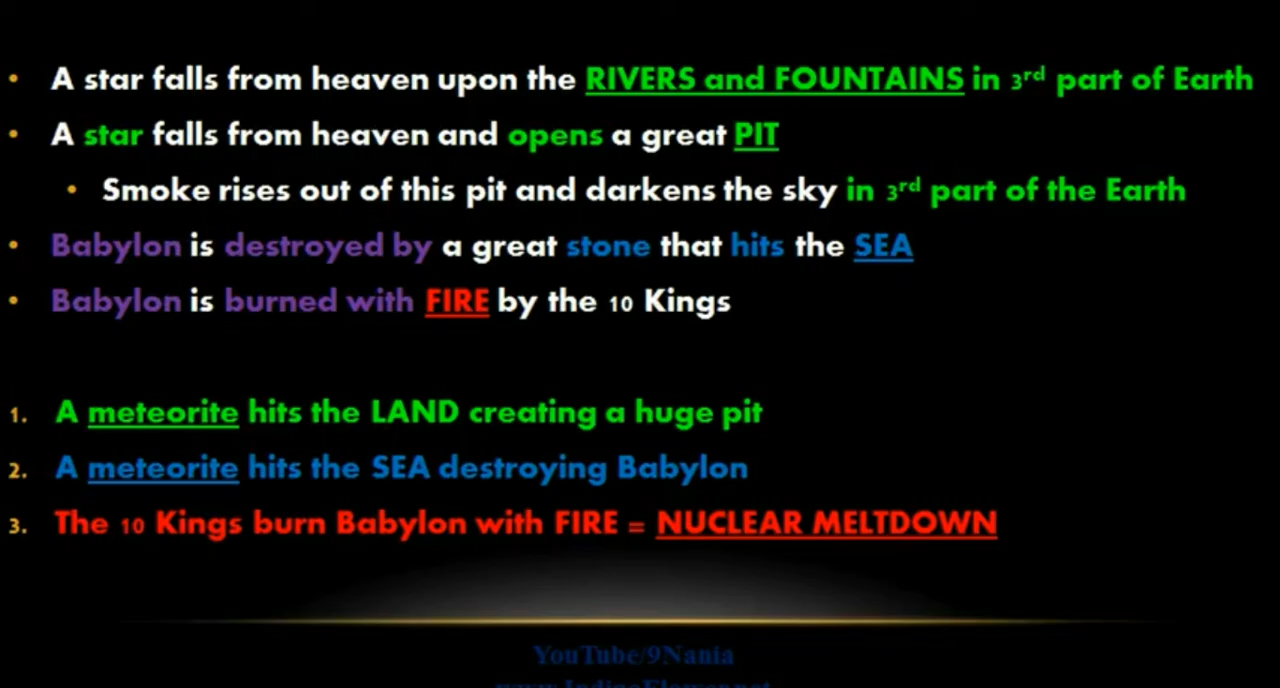 • A star falls from heaven upon the RIVERS and FOUNTAINS in 3rd part of Earth
• A star falls from heaven and opens a great PIT
• Smoke rises out of this pit and darkens the sky in 3rd part of the Earth
• Babylon is destroyed by a great stone that hits the SEA
• Babylon is burned with FIRE by the 10 Kings
1. A meteorite hits the LAND creating a huge pit
2. A meteorite hits the SEA destroying Babylon
3. The 10 Kings burn Babylon with FIRE = NUCLEAR MELTDOWN
YouTube/9Nania